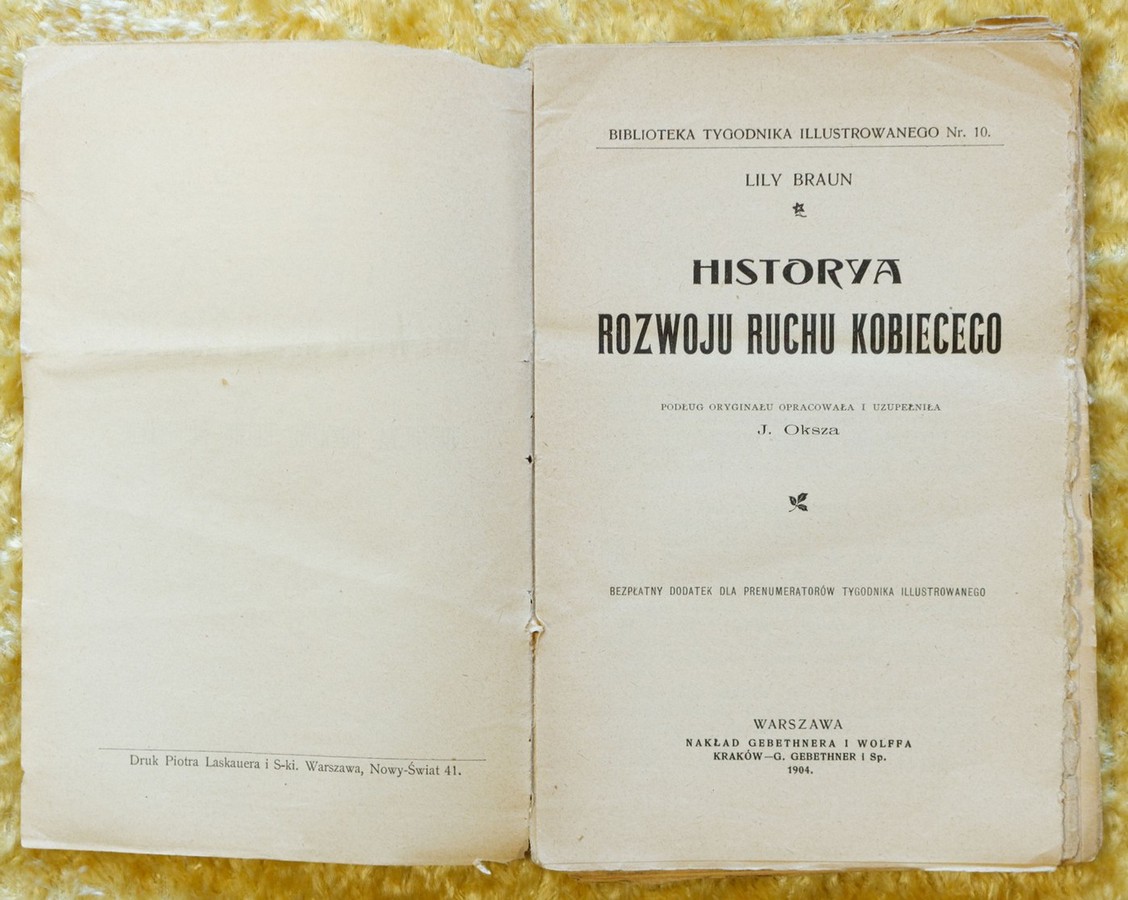 Druk Piotra Laskauera i S-ki. Warszawa, Nowy-Świat 41.
BIBLIOTEKA TYGODNIKA ILLUSTROWANEGO Nr. 10.
LILY BRAUN
HISTORYA
ROZWOJU RUCHU KOBIECEGO
PODŁUG ORYGINAŁU OPRACOWAŁA I UZUPEŁNIŁA
J. Oksza
BEZPŁATNY DODATEK DLA PRENUMERATORÓW TYGODNIKA ILLUSTROWANEGO
WARSZAWA
NAKŁAD GEBETHNERA I WOLFFA
KRAKÓW—G. GEBETHNER i Sp.
1904.